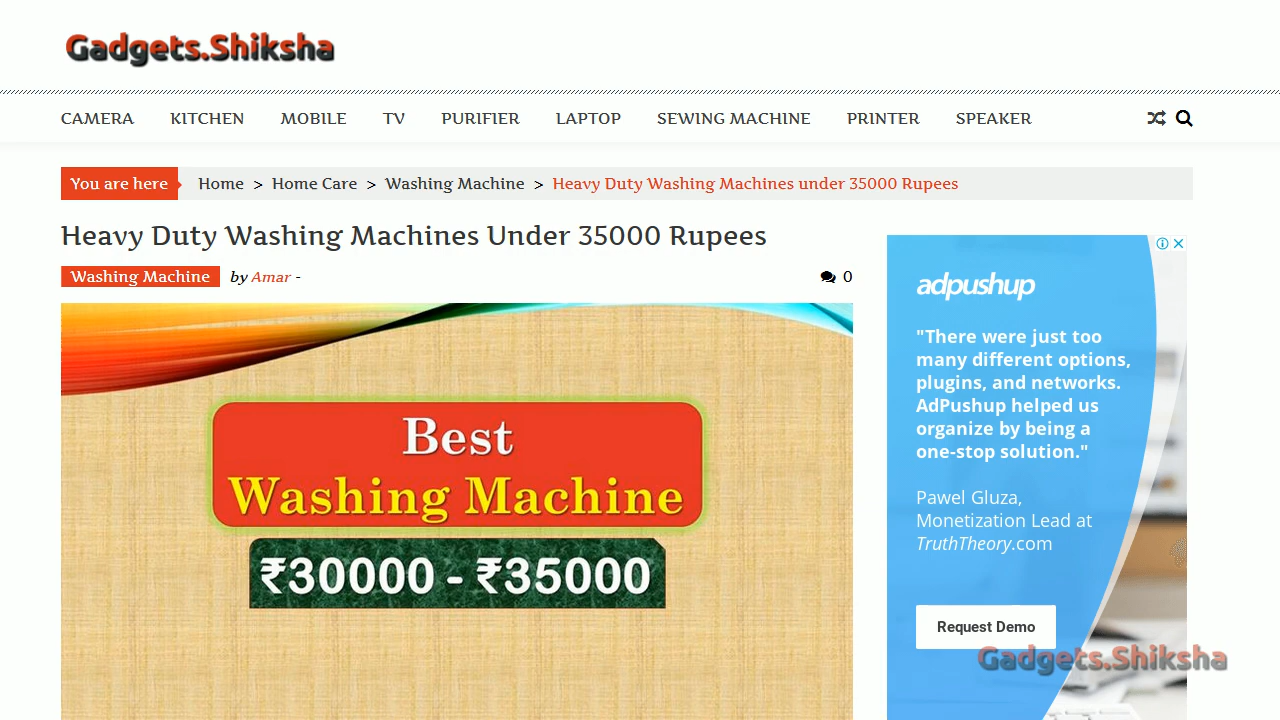 Gadgets.Shiksha
CAMERA KITCHEN MOBILE TV PURIFIER LAPTOP SEWING MACHINE PRINTER SPEAKER
You are here Home > Home Care > Washing Machine > Heavy Duty Washing Machines under 35000 Rupees
Heavy Duty Washing Machines Under 35000 Rupees
Washing Machine by Amar - 0
Best
Washing Machine
₹30000 - ₹35000
adpushup
"There were just too
many different options,
plugins, and networks.
AdPushup helped us
organize by being a
one-stop solution."
Pawel Gluza,
Monetization Lead at
TruthTheory.com
Request Demo
Gadgets.Shiksha